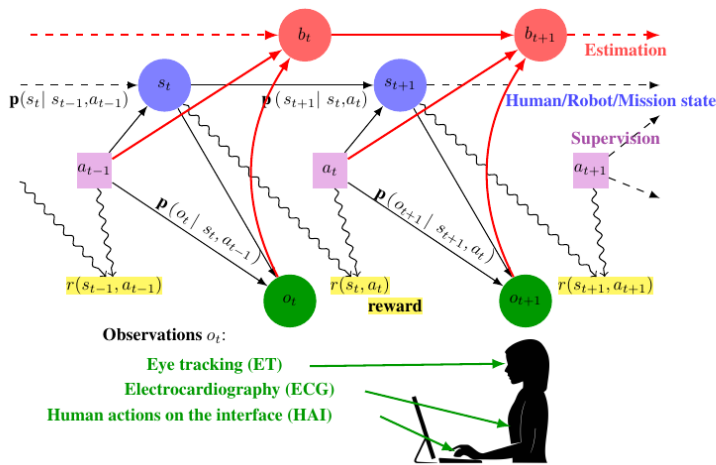 b_t
b_{t+1}
Estimation
s_t
s_{t+1}
p(s_t| s_{t−1},a_{t−1})
p (s_{t+1}| s_t,a_t)
Human/Robot/Mission state
Supervision
a_{t−1}
a_t
a_{t+1}
p (o_t | s_t, a_{t−1})
p (o_{t+1} | s_{t+1}, a_t)
r(s_{t−1}, a_{t−1})
r(s_t, a_t)
r(s_{t+1}, a_{t+1})
o_t
o_{t+1}
reward
Observations o_t:
Eye tracking (ET)
Electrocardiography (ECG)
Human actions on the interface (HAI)